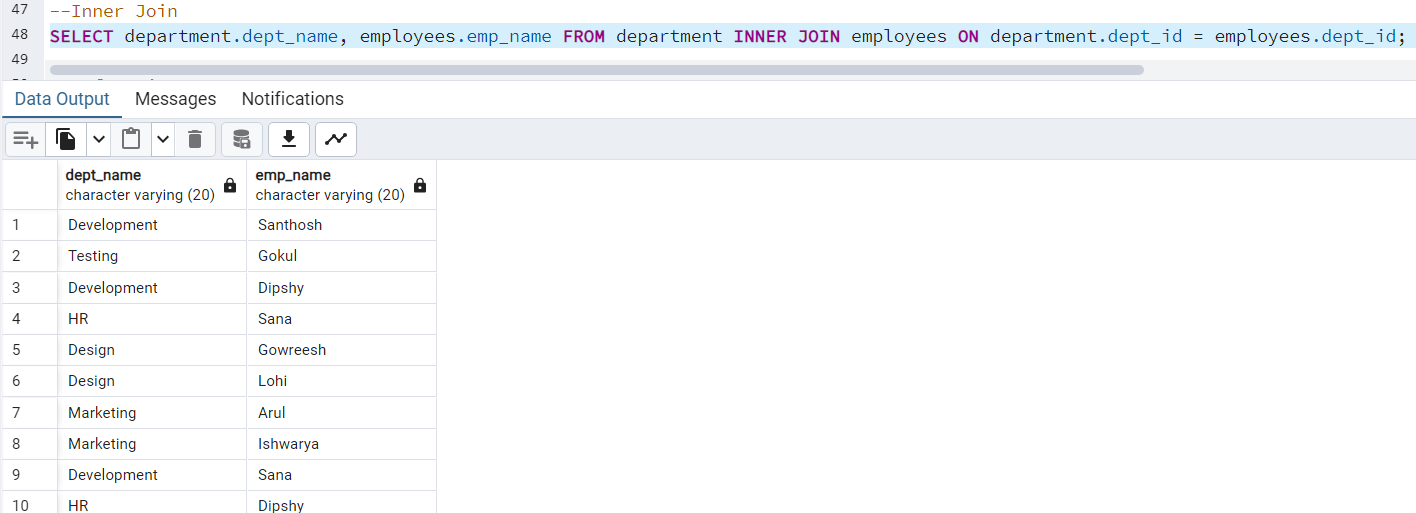 47 --Inner Join
48 SELECT department.dept_name, employees.emp_name FROM department INNER JOIN employees ON department.dept_id = employees.dept_id;
49
Data Output Messages Notifications
dept_name emp_name
character varying (20) character varying (20)
1 Development Santhosh
2 Testing Gokul
3 Development Dipshy
4 HR Sana
5 Design Gowreesh
6 Design Lohi
7 Marketing Arul
8 Marketing Ishwarya
9 Development Sana
10 HR Dipshy